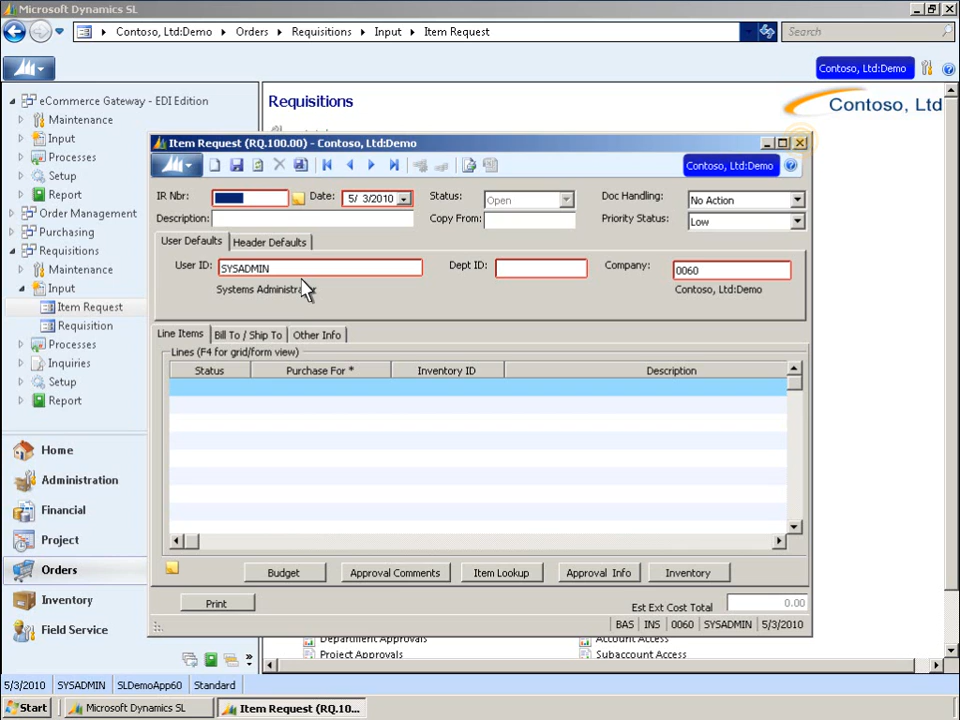 Microsoft Dynamics SL
Contoso, Ltd:Demo
Orders
Requisitions
Input
Item Request
Search
Contoso, Ltd:Demo
eCommerce Gateway - EDI Edition
Maintenance
Input
Processes
Setup
Report
Order Management
Purchasing
Requisitions
Maintenance
Input
Item Request
Requisition
Processes
Inquiries
Setup
Report
Home
Administration
Financial
Project
Orders
Inventory
Field Service
Requisitions
Contoso, Ltd
Item Request (RQ.100.00) - Contoso, Ltd:Demo
Contoso, Ltd:Demo
IR Nbr:
Date: 5/ 3/2010
Status: Open
Doc Handling: No Action
Description:
Copy From:
Priority Status: Low
User Defaults
Header Defaults
User ID: SYSADMIN
Dept ID:
Company: 0060
Contoso, Ltd:Demo
Line Items
Bill To / Ship To
Other Info
Lines (F4 for grid/form view)
Status
Purchase For *
Inventory ID
Description
Budget
Approval Comments
Item Lookup
Approval Info
Inventory
Print
Est Ext Cost Total 0.00
BAS INS 0060 SYSADMIN 5/3/2010
Department Approvals
Account Access
Project Approvals
Subaccount Access
5/3/2010 SYSADMIN SLDemoApp60 Standard
Start
Microsoft Dynamics SL
Item Request (RQ.10...